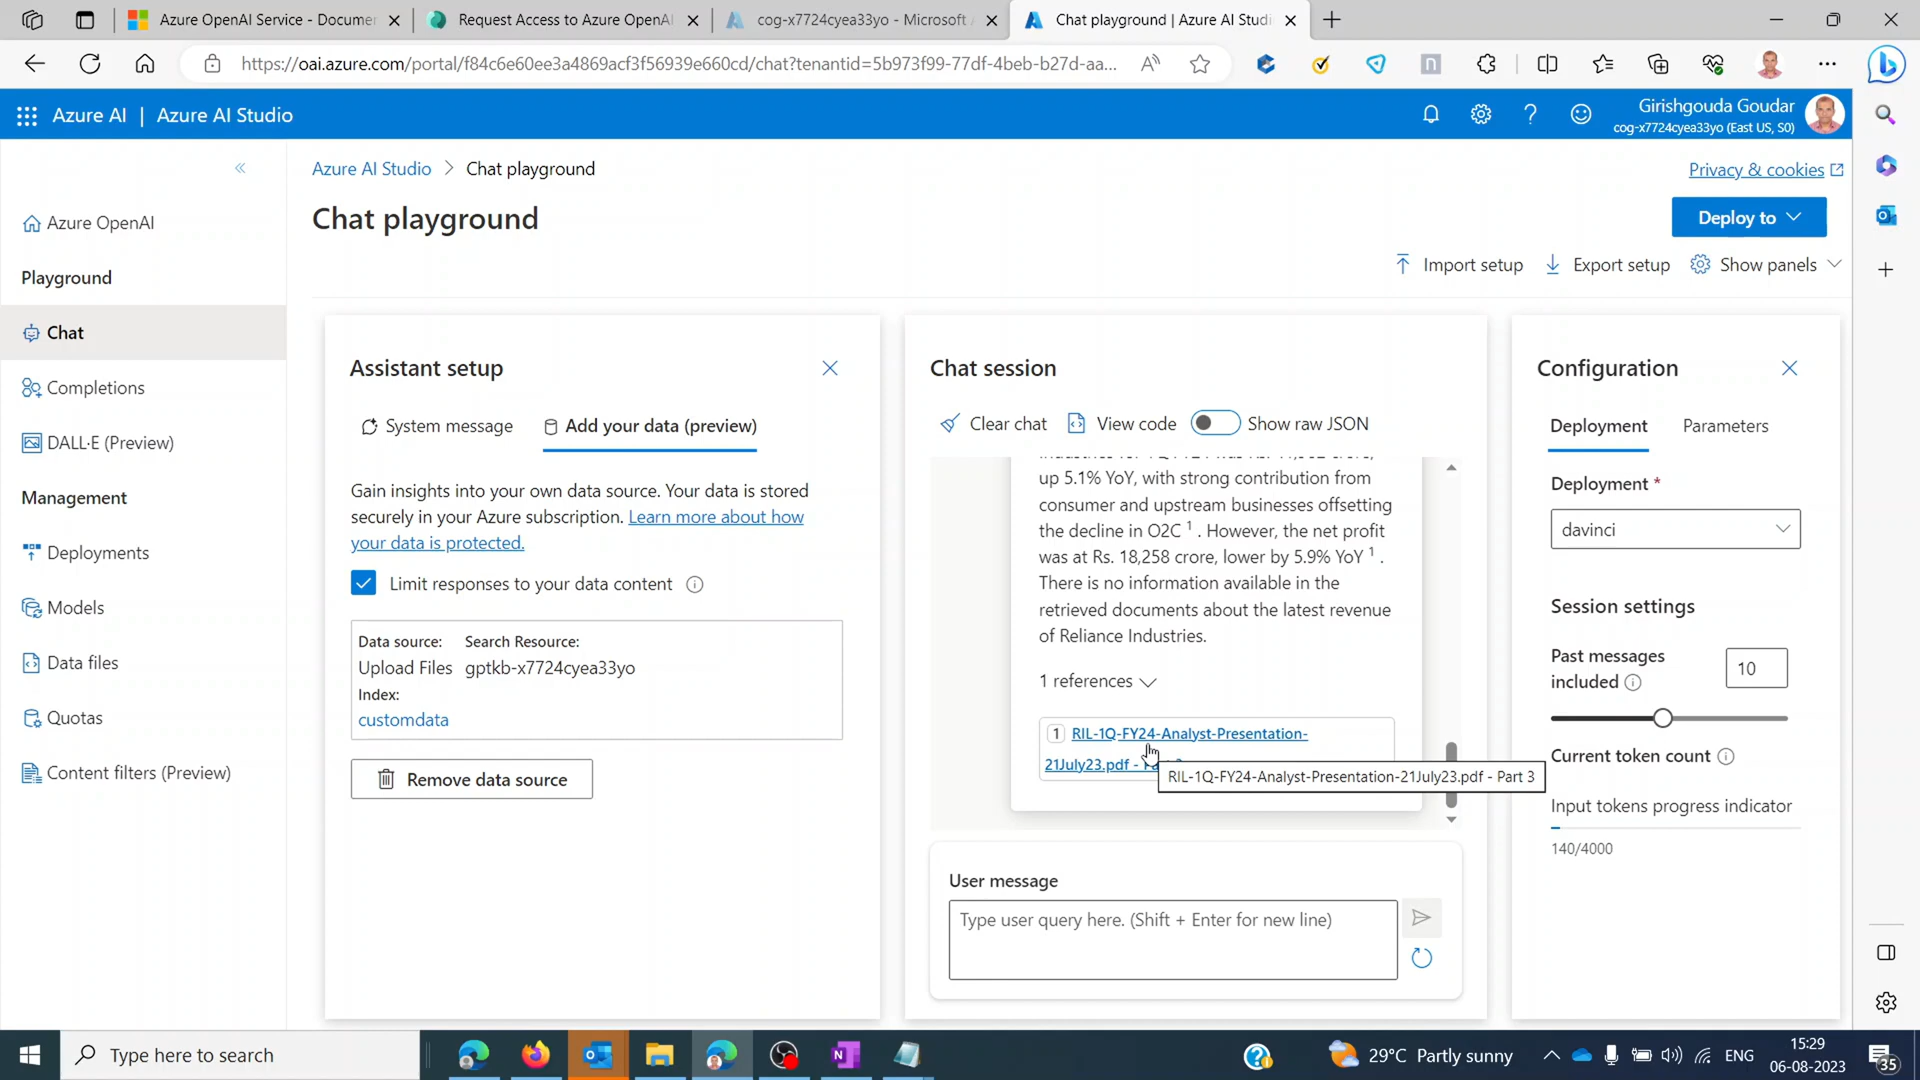 Azure OpenAI Service - Documen
Request Access to Azure OpenAI
cog-x7724cyea33yo - Microsoft
Chat playground | Azure AI Studi
https://oai.azure.com/portal/f84c6e60ee3a4869acf3f56939e660cd/chat?tenantid=5b973f99-77df-4beb-b27d-aa...
Azure AI | Azure AI Studio
Girishgouda Goudar
cog-x7724cyea33yo (East US, S0)
Azure AI Studio > Chat playground
Privacy & cookies
Chat playground
Deploy to
Import setup
Export setup
Show panels
Azure OpenAI
Playground
Chat
Completions
DALL·E (Preview)
Management
Deployments
Models
Data files
Quotas
Content filters (Preview)
Assistant setup
System message
Add your data (preview)
Gain insights into your own data source. Your data is stored
securely in your Azure subscription. Learn more about how
your data is protected.
Limit responses to your data content
Data source: Search Resource:
Upload Files gptkb-x7724cyea33yo
Index:
customdata
Remove data source
Chat session
Clear chat
View code
Show raw JSON
up 5.1% YoY, with strong contribution from
consumer and upstream businesses offsetting
the decline in O2C 1 . However, the net profit
was at Rs. 18,258 crore, lower by 5.9% YoY 1 .
There is no information available in the
retrieved documents about the latest revenue
of Reliance Industries.
1 references
1 RIL-1Q-FY24-Analyst-Presentation-
21July23.pdf -
RIL-1Q-FY24-Analyst-Presentation-21July23.pdf - Part 3
User message
Type user query here. (Shift + Enter for new line)
Configuration
Deployment
Parameters
Deployment *
davinci
Session settings
Past messages
included
10
Current token count
Input tokens progress indicator
140/4000
Type here to search
29°C Partly sunny
ENG
15:29
06-08-2023
35